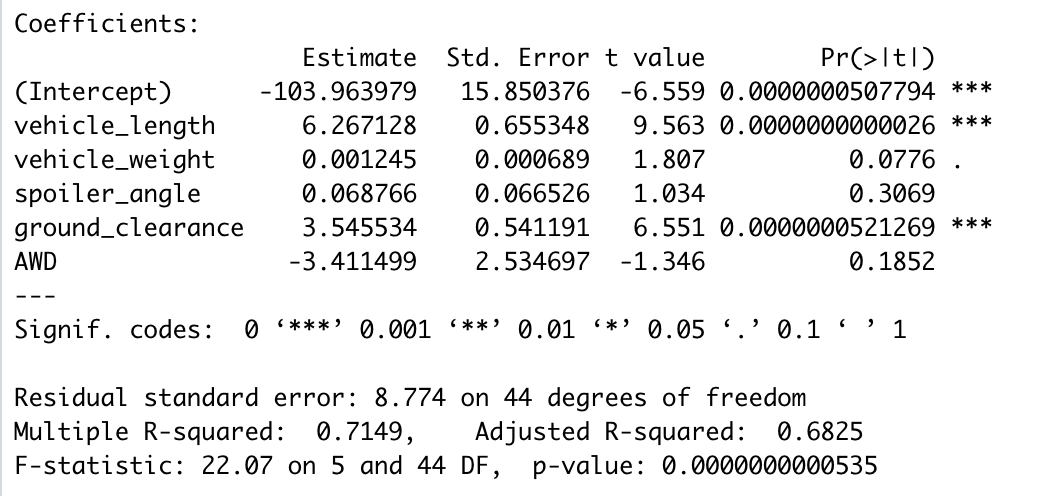 Coefficients:
Estimate Std. Error t value Pr(>|t|)
(Intercept) -103.963979 15.850376 -6.559 0.0000000507794 ***
vehicle_length 6.267128 0.655348 9.563 0.0000000000026 ***
vehicle_weight 0.001245 0.000689 1.807 0.0776 .
spoiler_angle 0.068766 0.066526 1.034 0.3069
ground_clearance 3.545534 0.541191 6.551 0.0000000521269 ***
AWD -3.411499 2.534697 -1.346 0.1852
---
Signif. codes: 0 ‘***’ 0.001 ‘**’ 0.01 ‘*’ 0.05 ‘.’ 0.1 ‘ ’ 1
Residual standard error: 8.774 on 44 degrees of freedom
Multiple R-squared: 0.7149, Adjusted R-squared: 0.6825
F-statistic: 22.07 on 5 and 44 DF, p-value: 0.0000000000535